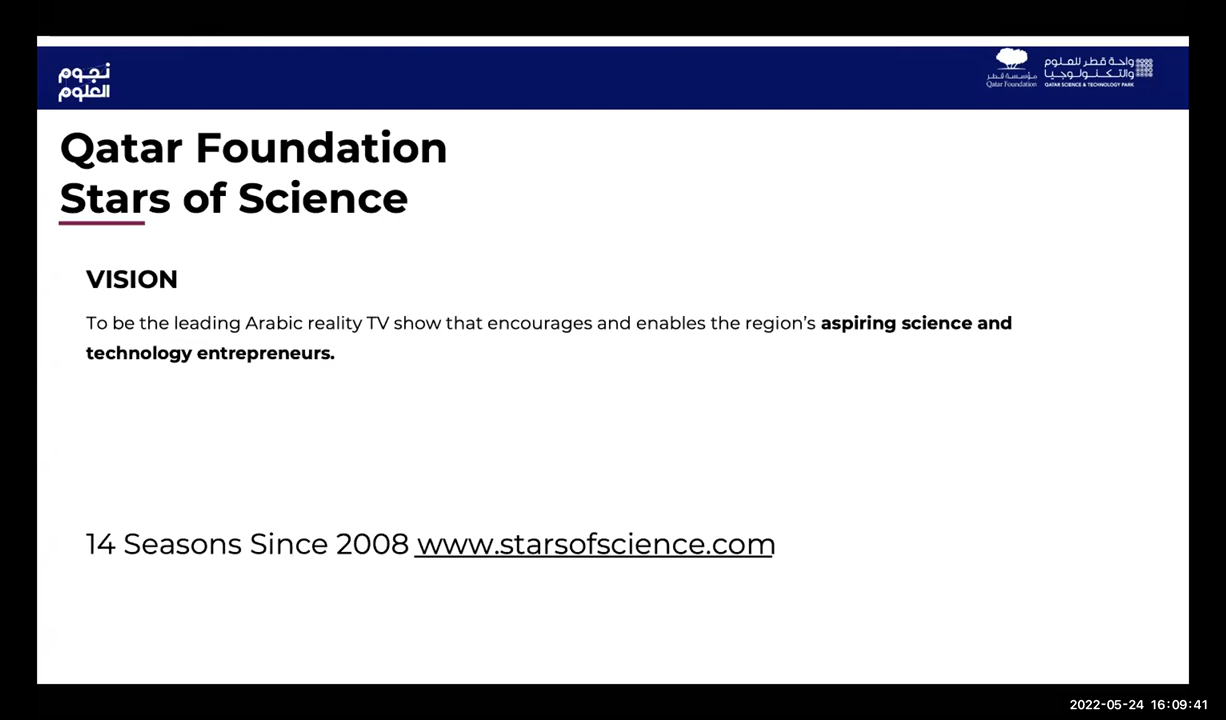 نجوم
العلوم
مؤسسة قطر
Qatar Foundation
واحة قطر للعلوم
والتكنولوجيا
QATAR SCIENCE & TECHNOLOGY PARK
Qatar Foundation
Stars of Science
VISION
To be the leading Arabic reality TV show that encourages and enables the region’s aspiring science and
technology entrepreneurs.
14 Seasons Since 2008 www.starsofscience.com
2022-05-24 16:09:41